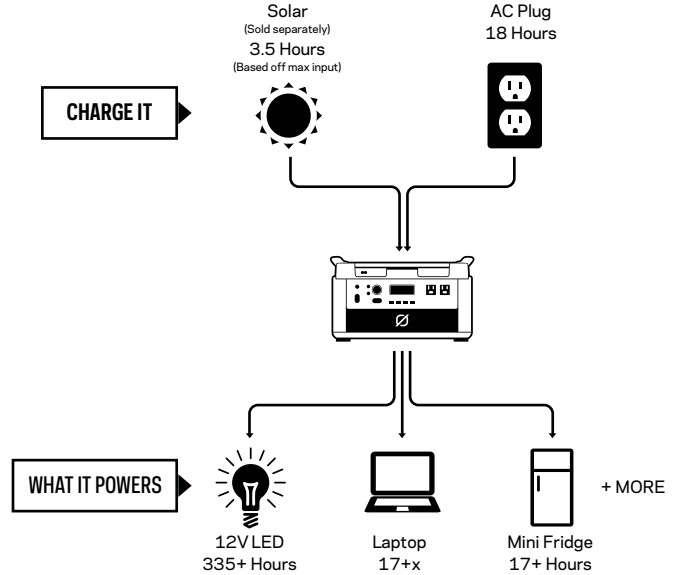 Solar
(Sold separately)
3.5 Hours
(Based off max input)
AC Plug
18 Hours
CHARGE IT
WHAT IT POWERS
12V LED
335+ Hours
Laptop
17+x
Mini Fridge
17+ Hours
+ MORE